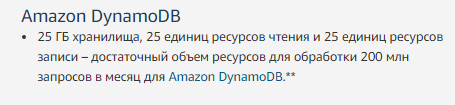 Amazon DynamoDB
• 25 ГБ хранилища, 25 единиц ресурсов чтения и 25 единиц ресурсов
записи – достаточный объем ресурсов для обработки 200 млн
запросов в месяц для Amazon DynamoDB.**